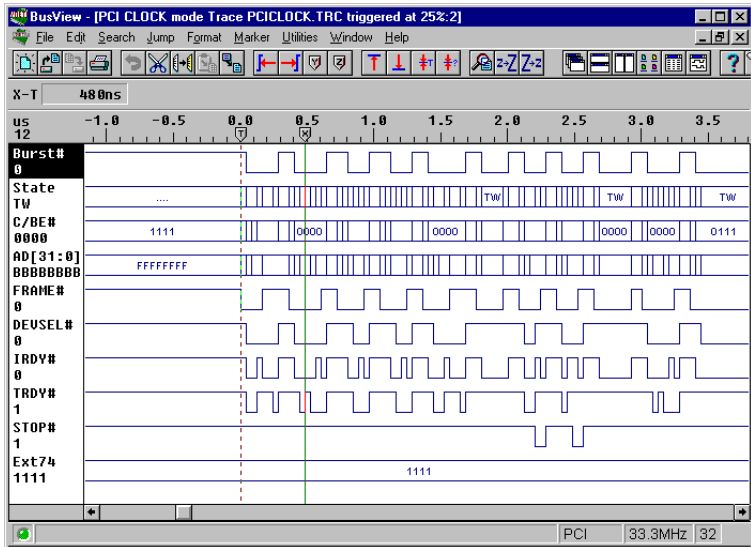 BusView - [PCI CLOCK mode Trace PCICLOCK.TRC triggered at 25%:2]
File Edit Search Jump Format Marker Utilities Window Help
X-T 480ns
us -1.0 -0.5 0.0 0.5 1.0 1.5 2.0 2.5 3.0 3.5
12 T X
Burst#
0
State .... TW TW TW
TW
C/BE# 1111 0000 0000 0000 0000 0111
0000
AD[31:0] FFFFFFFF
BBBBBBBB
FRAME#
0
DEVSEL#
0
IRDY#
0
TRDY#
1
STOP#
1
Ext74 1111
1111
PCI 33.3MHz 32